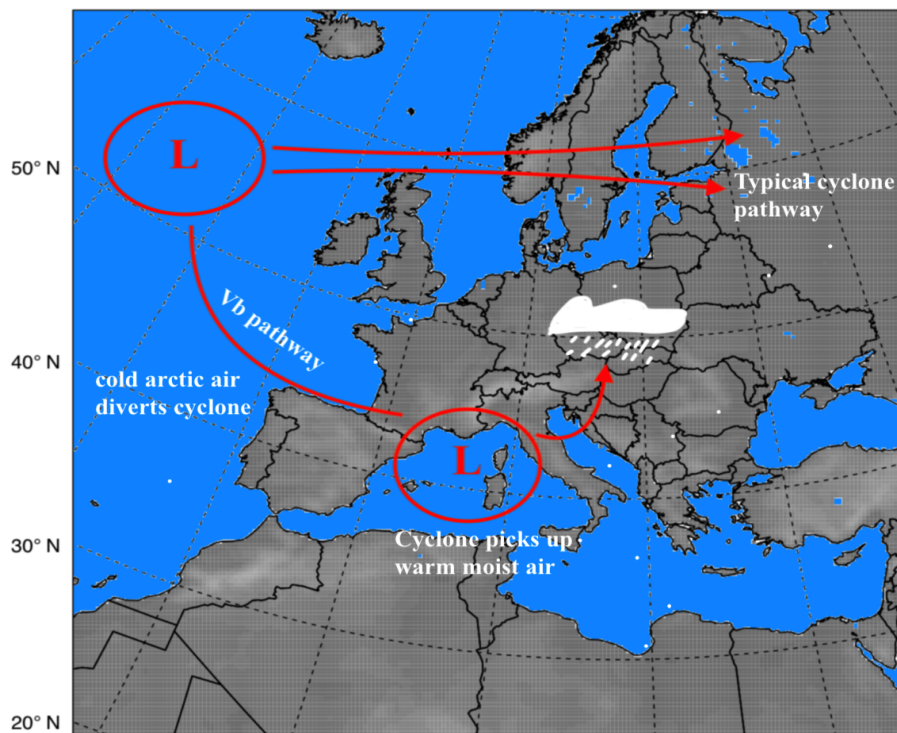 L
50° N
Typical cyclone
pathway
Vb pathway
40° N
cold arctic air
diverts cyclone
L
30° N
Cyclone picks up
warm moist air
20° N